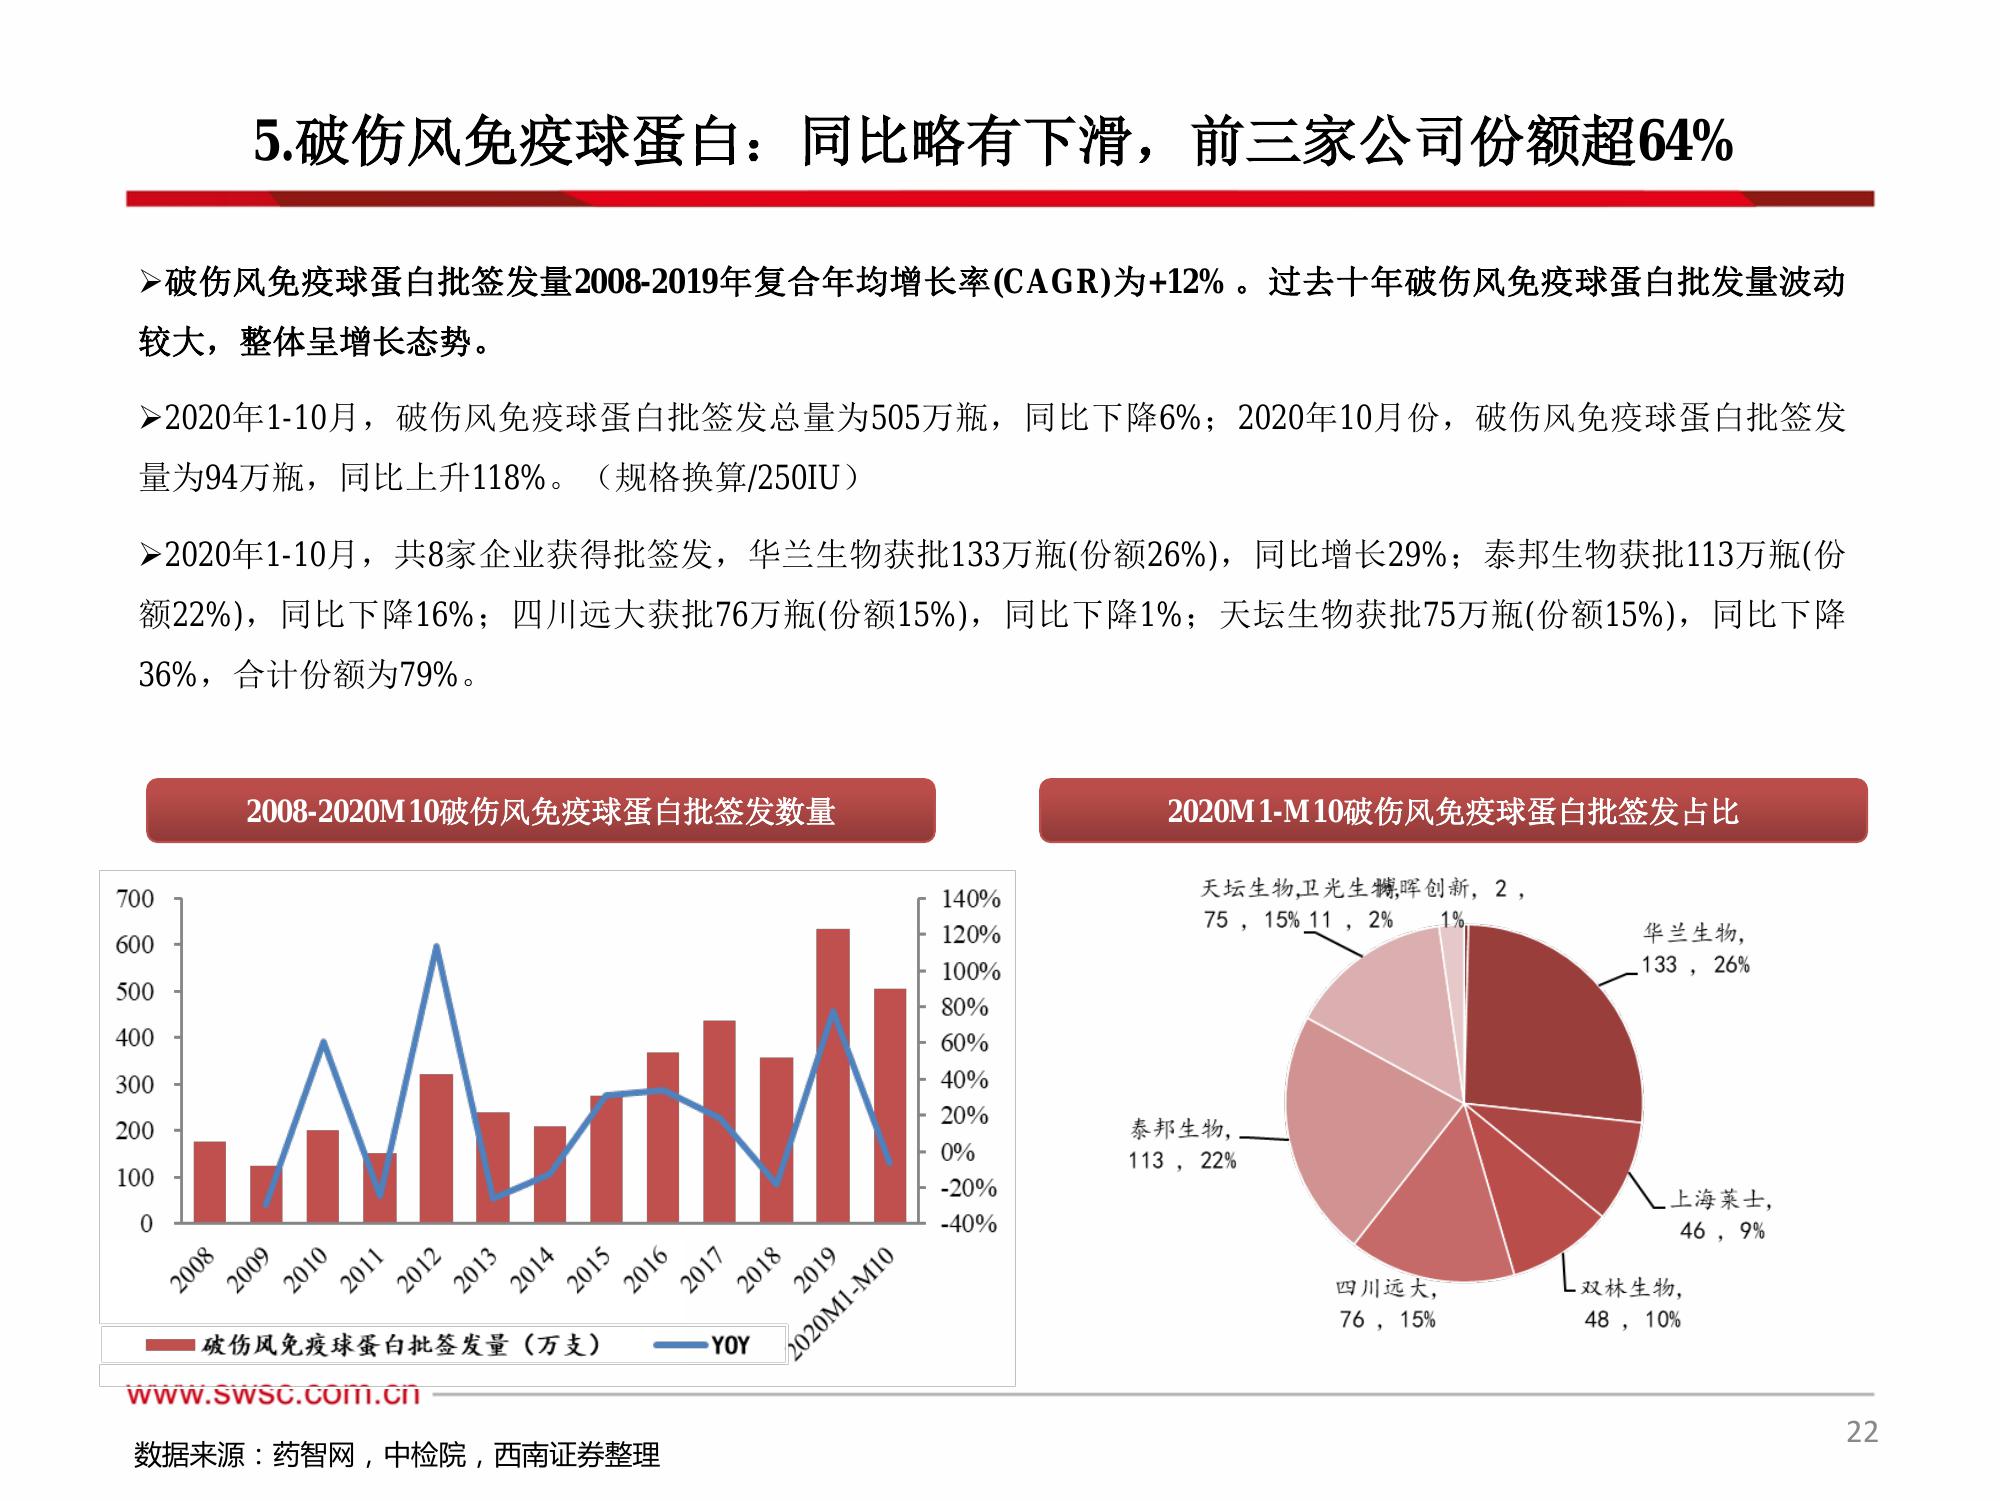 5.破伤风免疫球蛋白：同比略有下滑，前三家公司份额超64%
➢破伤风免疫球蛋白批签发量2008-2019年复合年均增长率(CAGR)为+12% 。过去十年破伤风免疫球蛋白批发量波动
较大，整体呈增长态势。
➢2020年1-10月，破伤风免疫球蛋白批签发总量为505万瓶，同比下降6%；2020年10月份，破伤风免疫球蛋白批签发
量为94万瓶，同比上升118%。（规格换算/250IU）
➢2020年1-10月，共8家企业获得批签发，华兰生物获批133万瓶(份额26%)，同比增长29%；泰邦生物获批113万瓶(份
额22%)，同比下降16%；四川远大获批76万瓶(份额15%)，同比下降1%；天坛生物获批75万瓶(份额15%)，同比下降
36%，合计份额为79%。
2008-2020M10破伤风免疫球蛋白批签发数量
700
600
500
400
300
200
100
0
140%
120%
100%
80%
60%
40%
20%
0%
-20%
-40%
2008
2009
2010
2011
2012
2013
2014
2015
2016
2017
2018
2019
2020M1-M10
破伤风免疫球蛋白批签发量（万支）
YOY
2020M1-M10破伤风免疫球蛋白批签发占比
天坛生物,
75 , 15%
卫光生物,
11 , 2%
博晖创新, 2 ,
1%
华兰生物,
133 , 26%
上海莱士,
46 , 9%
双林生物,
48 , 10%
四川远大,
76 , 15%
泰邦生物,
113 , 22%
www.swsc.com.cn
数据来源：药智网，中检院，西南证券整理
22